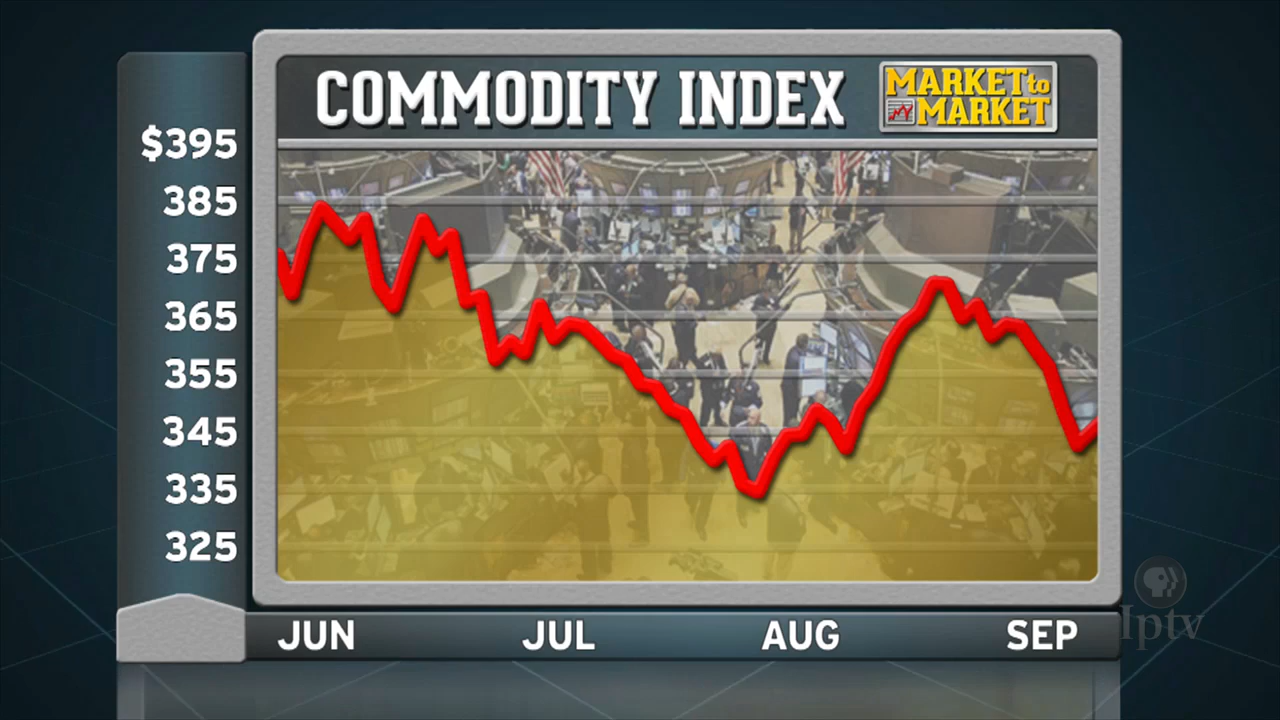 COMMODITY INDEX
MARKET to
MARKET
$395
385
375
365
355
345
335
325
JUN JUL AUG SEP
Iptv